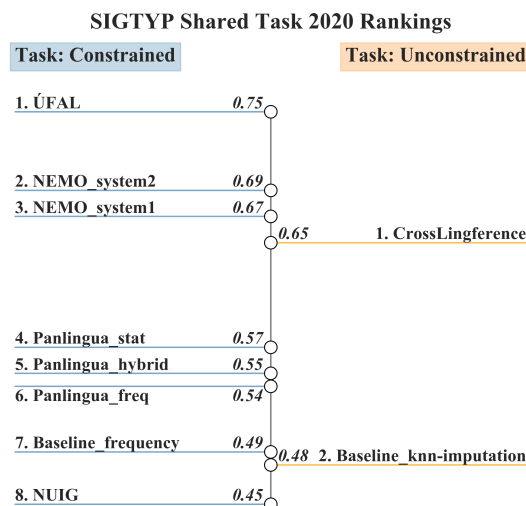 SIGTYP Shared Task 2020 Rankings
Task: Constrained
Task: Unconstrained
1. ÚFAL 0.75
2. NEMO_system2 0.69
3. NEMO_system1 0.67
0.65 1. CrossLingference
4. Panlingua_stat 0.57
5. Panlingua_hybrid 0.55
6. Panlingua_freq 0.54
7. Baseline_frequency 0.49
0.48 2. Baseline_knn-imputation
8. NUIG 0.45